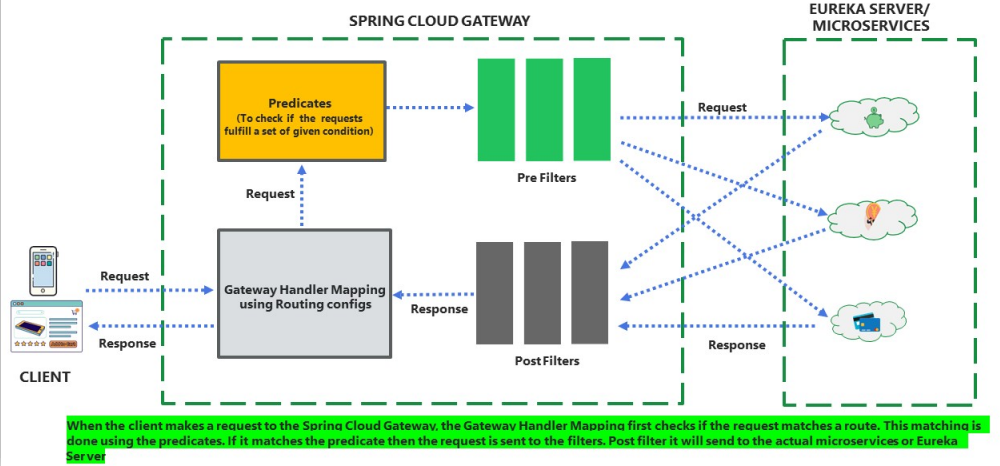 SPRING CLOUD GATEWAY
EUREKA SERVER/
MICROSERVICES
Predicates
(To check if the requests
fulfill a set of given condition)
Pre Filters
Request
Request
Gateway Handler Mapping
using Routing configs
Request
Response
Response
Response
Post Filters
CLIENT
When the client makes a request to the Spring Cloud Gateway, the Gateway Handler Mapping first checks if the request matches a route. This matching is
done using the predicates. If it matches the predicate then the request is sent to the filters. Post filter it will send to the actual microservices or Eureka
Server